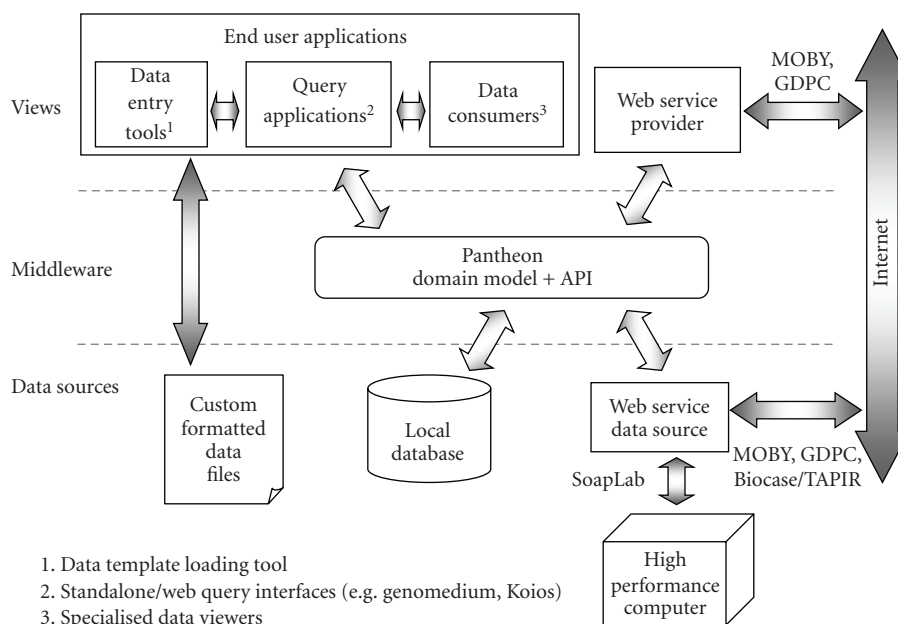 End user applications
Views
Data
entry
tools1
Query
applications2
Data
consumers3
Web service
provider
MOBY,
GDPC
Internet
Middleware
Pantheon
domain model + API
Data sources
Custom
formatted
data
files
Local
database
Web service
data source
MOBY, GDPC,
Biocase/TAPIR
SoapLab
High
performance
computer
1. Data template loading tool
2. Standalone/web query interfaces (e.g. genomedium, Koios)
3. Specialised data viewers